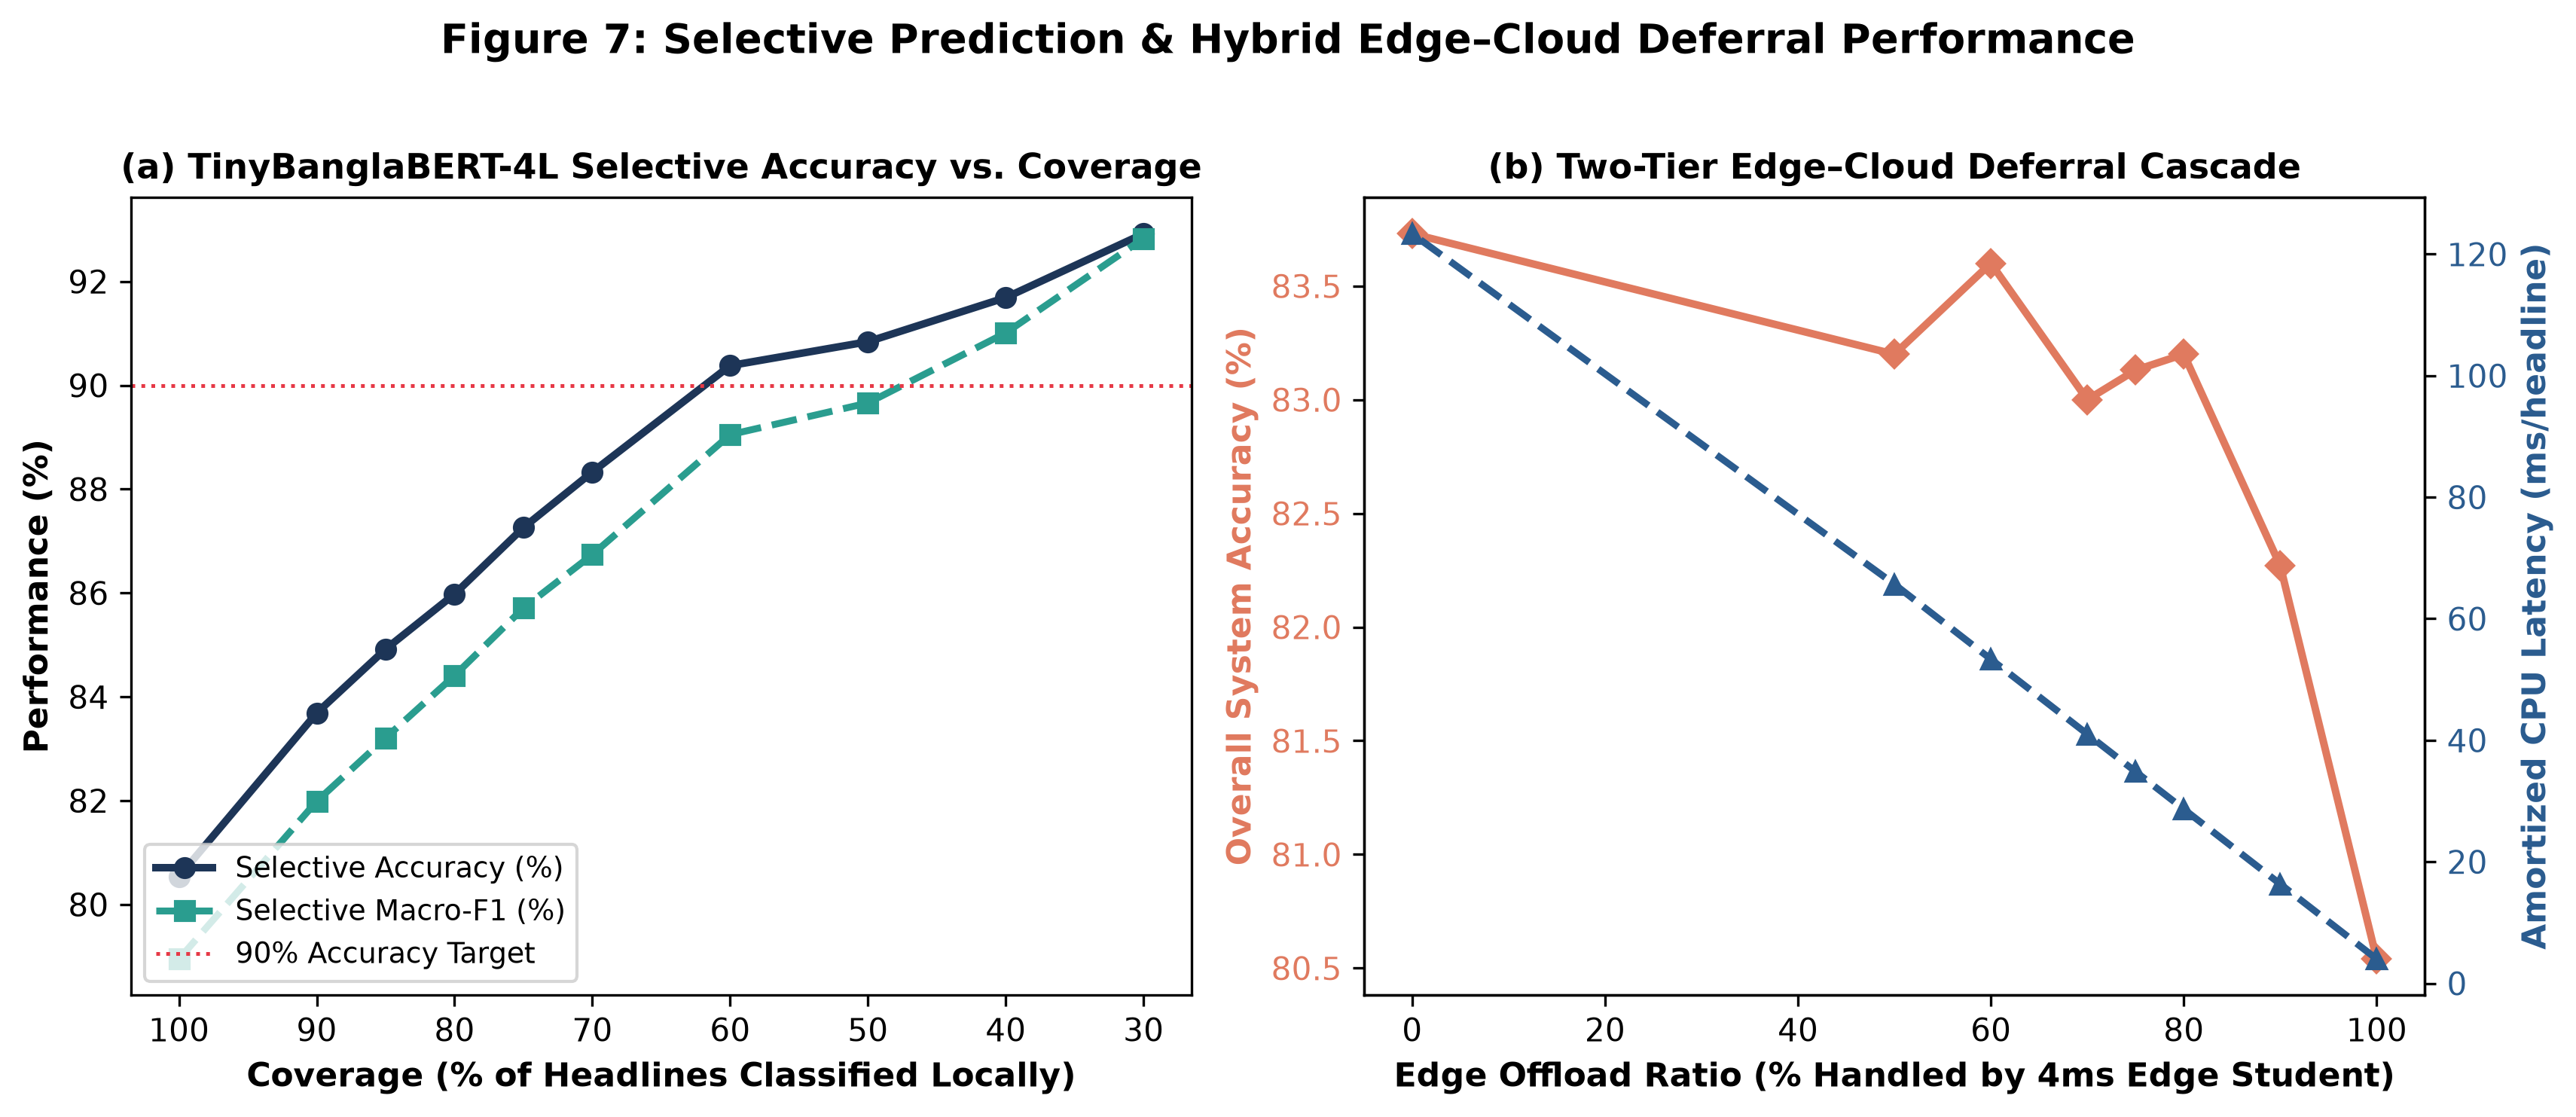 Figure 7: Selective Prediction & Hybrid Edge–Cloud Deferral Performance
(a) TinyBanglaBERT-4L Selective Accuracy vs. Coverage
Performance (%)
92
90
88
86
84
82
80
Selective Accuracy (%)
Selective Macro-F1 (%)
90% Accuracy Target
100 90 80 70 60 50 40 30
Coverage (% of Headlines Classified Locally)
(b) Two-Tier Edge–Cloud Deferral Cascade
Overall System Accuracy (%)
83.5
83.0
82.5
82.0
81.5
81.0
80.5
120
100
80
60
40
20
0
Amortized CPU Latency (ms/headline)
0 20 40 60 80 100
Edge Offload Ratio (% Handled by 4ms Edge Student)